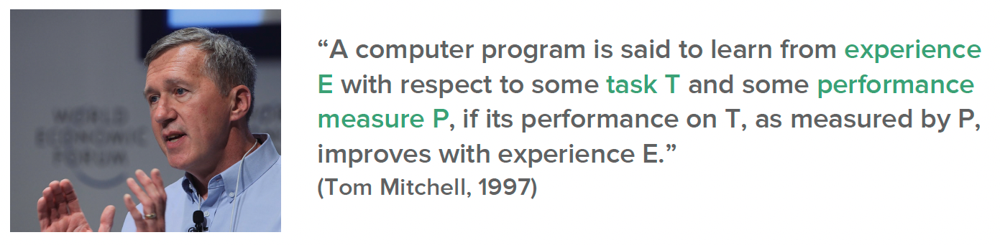 WORLD
ECONOMIC
FORUM
“A computer program is said to learn from experience
E with respect to some task T and some performance
measure P, if its performance on T, as measured by P,
improves with experience E.”
(Tom Mitchell, 1997)